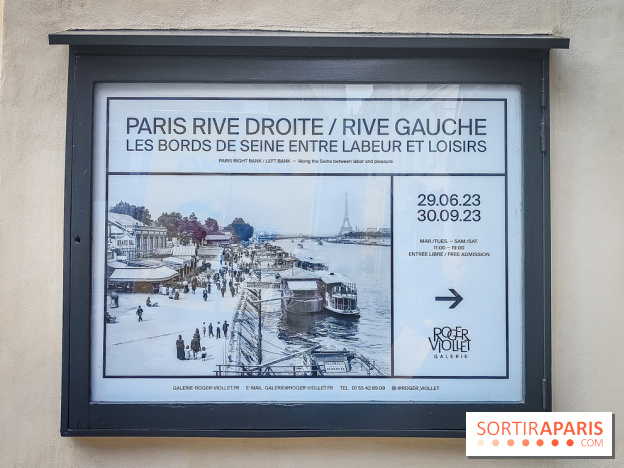 PARIS RIVE DROITE / RIVE GAUCHE
LES BORDS DE SEINE ENTRE LABEUR ET LOISIRS
PARIS RIGHT BANK / LEFT BANK — Along the Seine between labor and pleasure
29.06.23
30.09.23
MAR./TUES. – SAM./SAT.
11:00 – 19:00
ENTRÉE LIBRE / FREE ADMISSION
ROGER
VIOLLET
GALERIE
GALERIE-ROGER-VIOLLET.FR E-MAIL. GALERIE@ROGER-VIOLLET.FR TÉL. 01 55 42 89 09 @ROGER_VIOLLET
SORTIRAPARIS
.COM